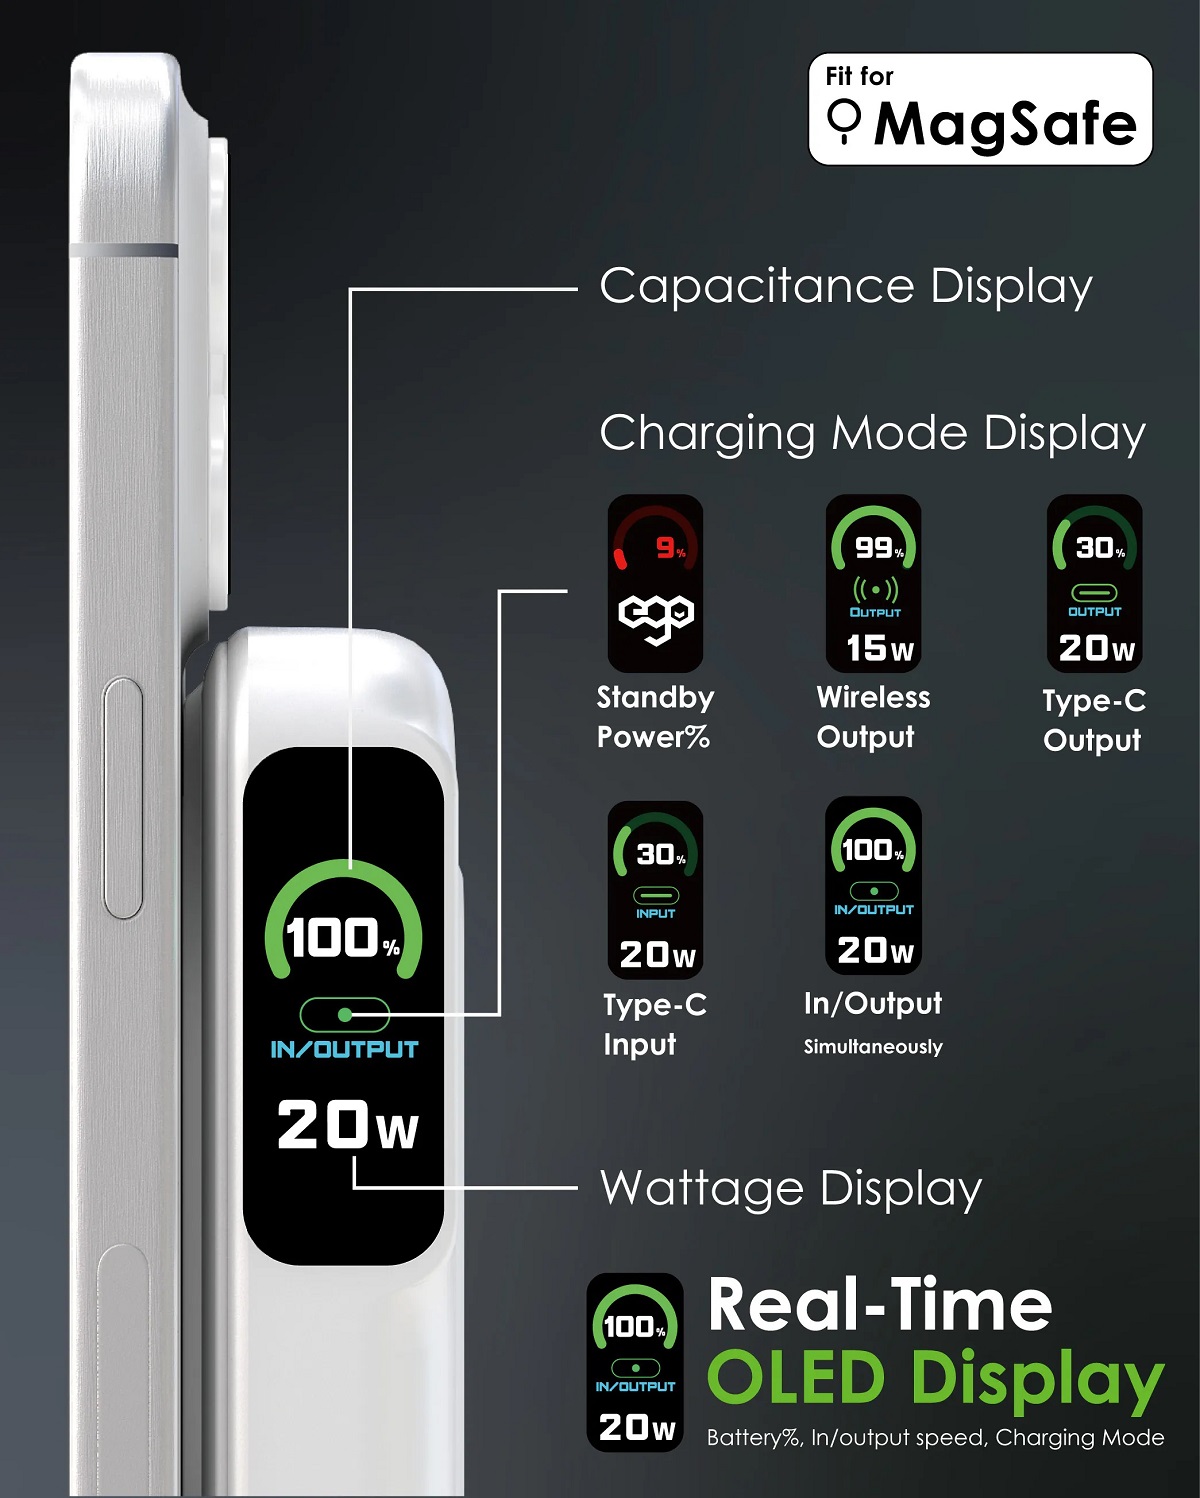 Fit for
MagSafe
Capacitance Display
Charging Mode Display
9%
ego
Standby
Power%
99%
OUTPUT
15W
Wireless
Output
30%
OUTPUT
20W
Type-C
Output
30%
INPUT
20W
Type-C
Input
100%
IN/OUTPUT
20W
In/Output
Simultaneously
100%
IN/OUTPUT
20W
Wattage Display
100%
IN/OUTPUT
20W
Real-Time
OLED Display
Battery%, In/output speed, Charging Mode